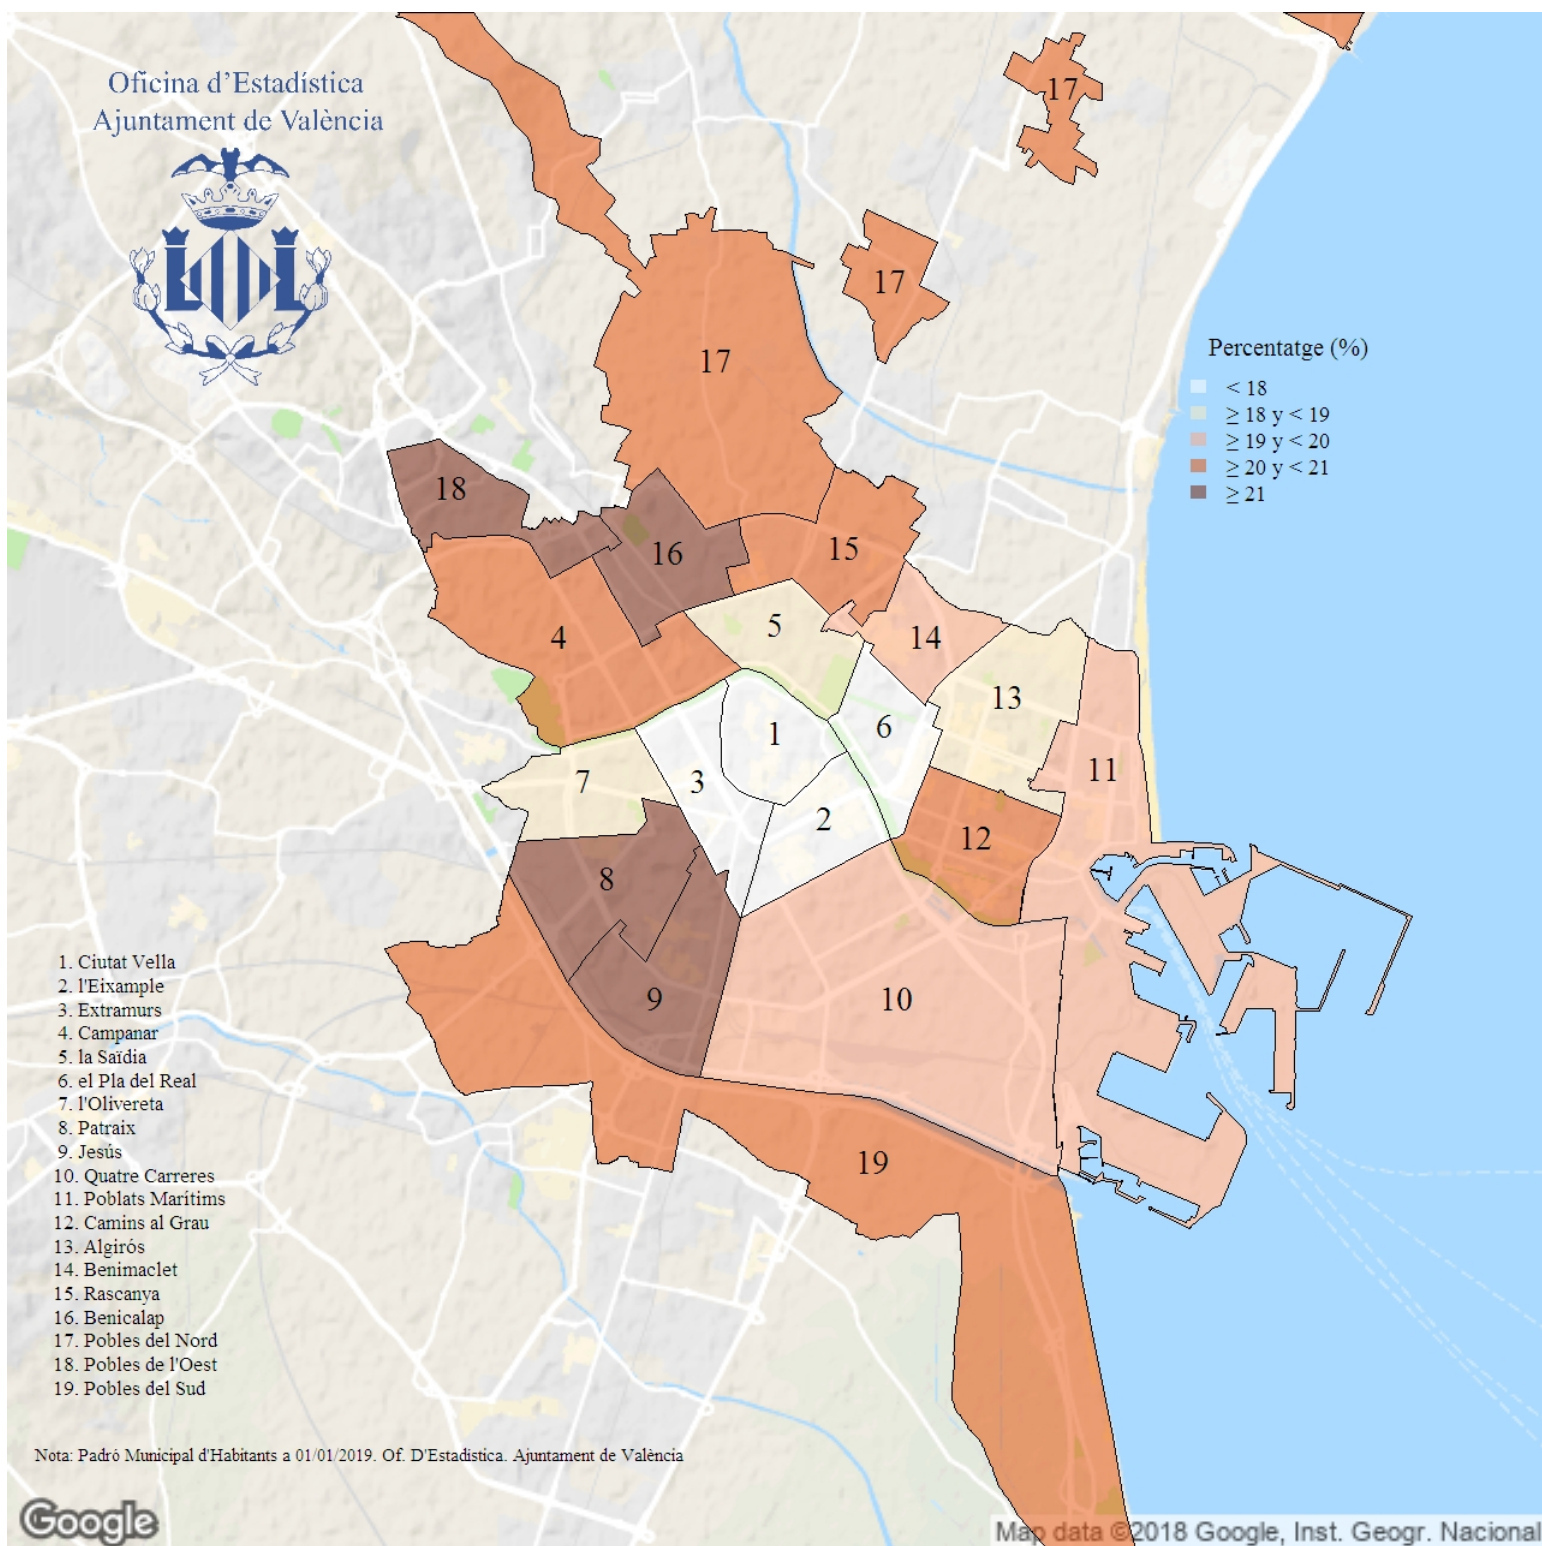 Oficina d'Estadística
Ajuntament de València
17
17
17
Percentatge (%)
< 18
≥ 18 y < 19
≥ 19 y < 20
≥ 20 y < 21
≥ 21
18
16
15
4
5
14
13
6
1
3
7
11
2
12
8
9
10
19
1. Ciutat Vella
2. l'Eixample
3. Extramurs
4. Campanar
5. la Saïdia
6. el Pla del Real
7. l'Olivereta
8. Patraix
9. Jesús
10. Quatre Carreres
11. Poblats Marítims
12. Camins al Grau
13. Algirós
14. Benimaclet
15. Rascanya
16. Benicalap
17. Pobles del Nord
18. Pobles de l'Oest
19. Pobles del Sud
Nota: Padró Municipal d'Habitants a 01/01/2019. Of. D'Estadística. Ajuntament de València
Google
Map data ©2018 Google, Inst. Geogr. Nacional